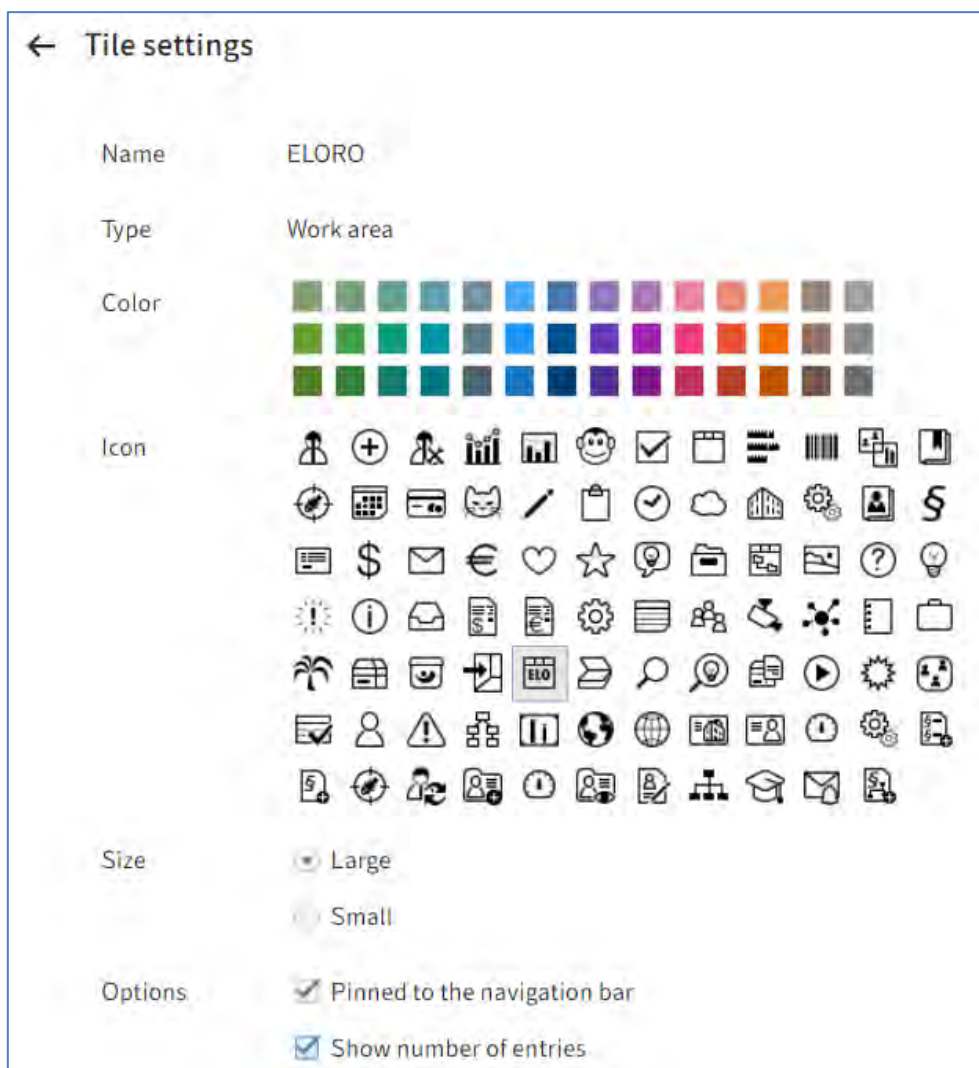 ← Tile settings
Name ELORO
Type Work area
Color
Icon
ELO
Size Large
Small
Options Pinned to the navigation bar
Show number of entries